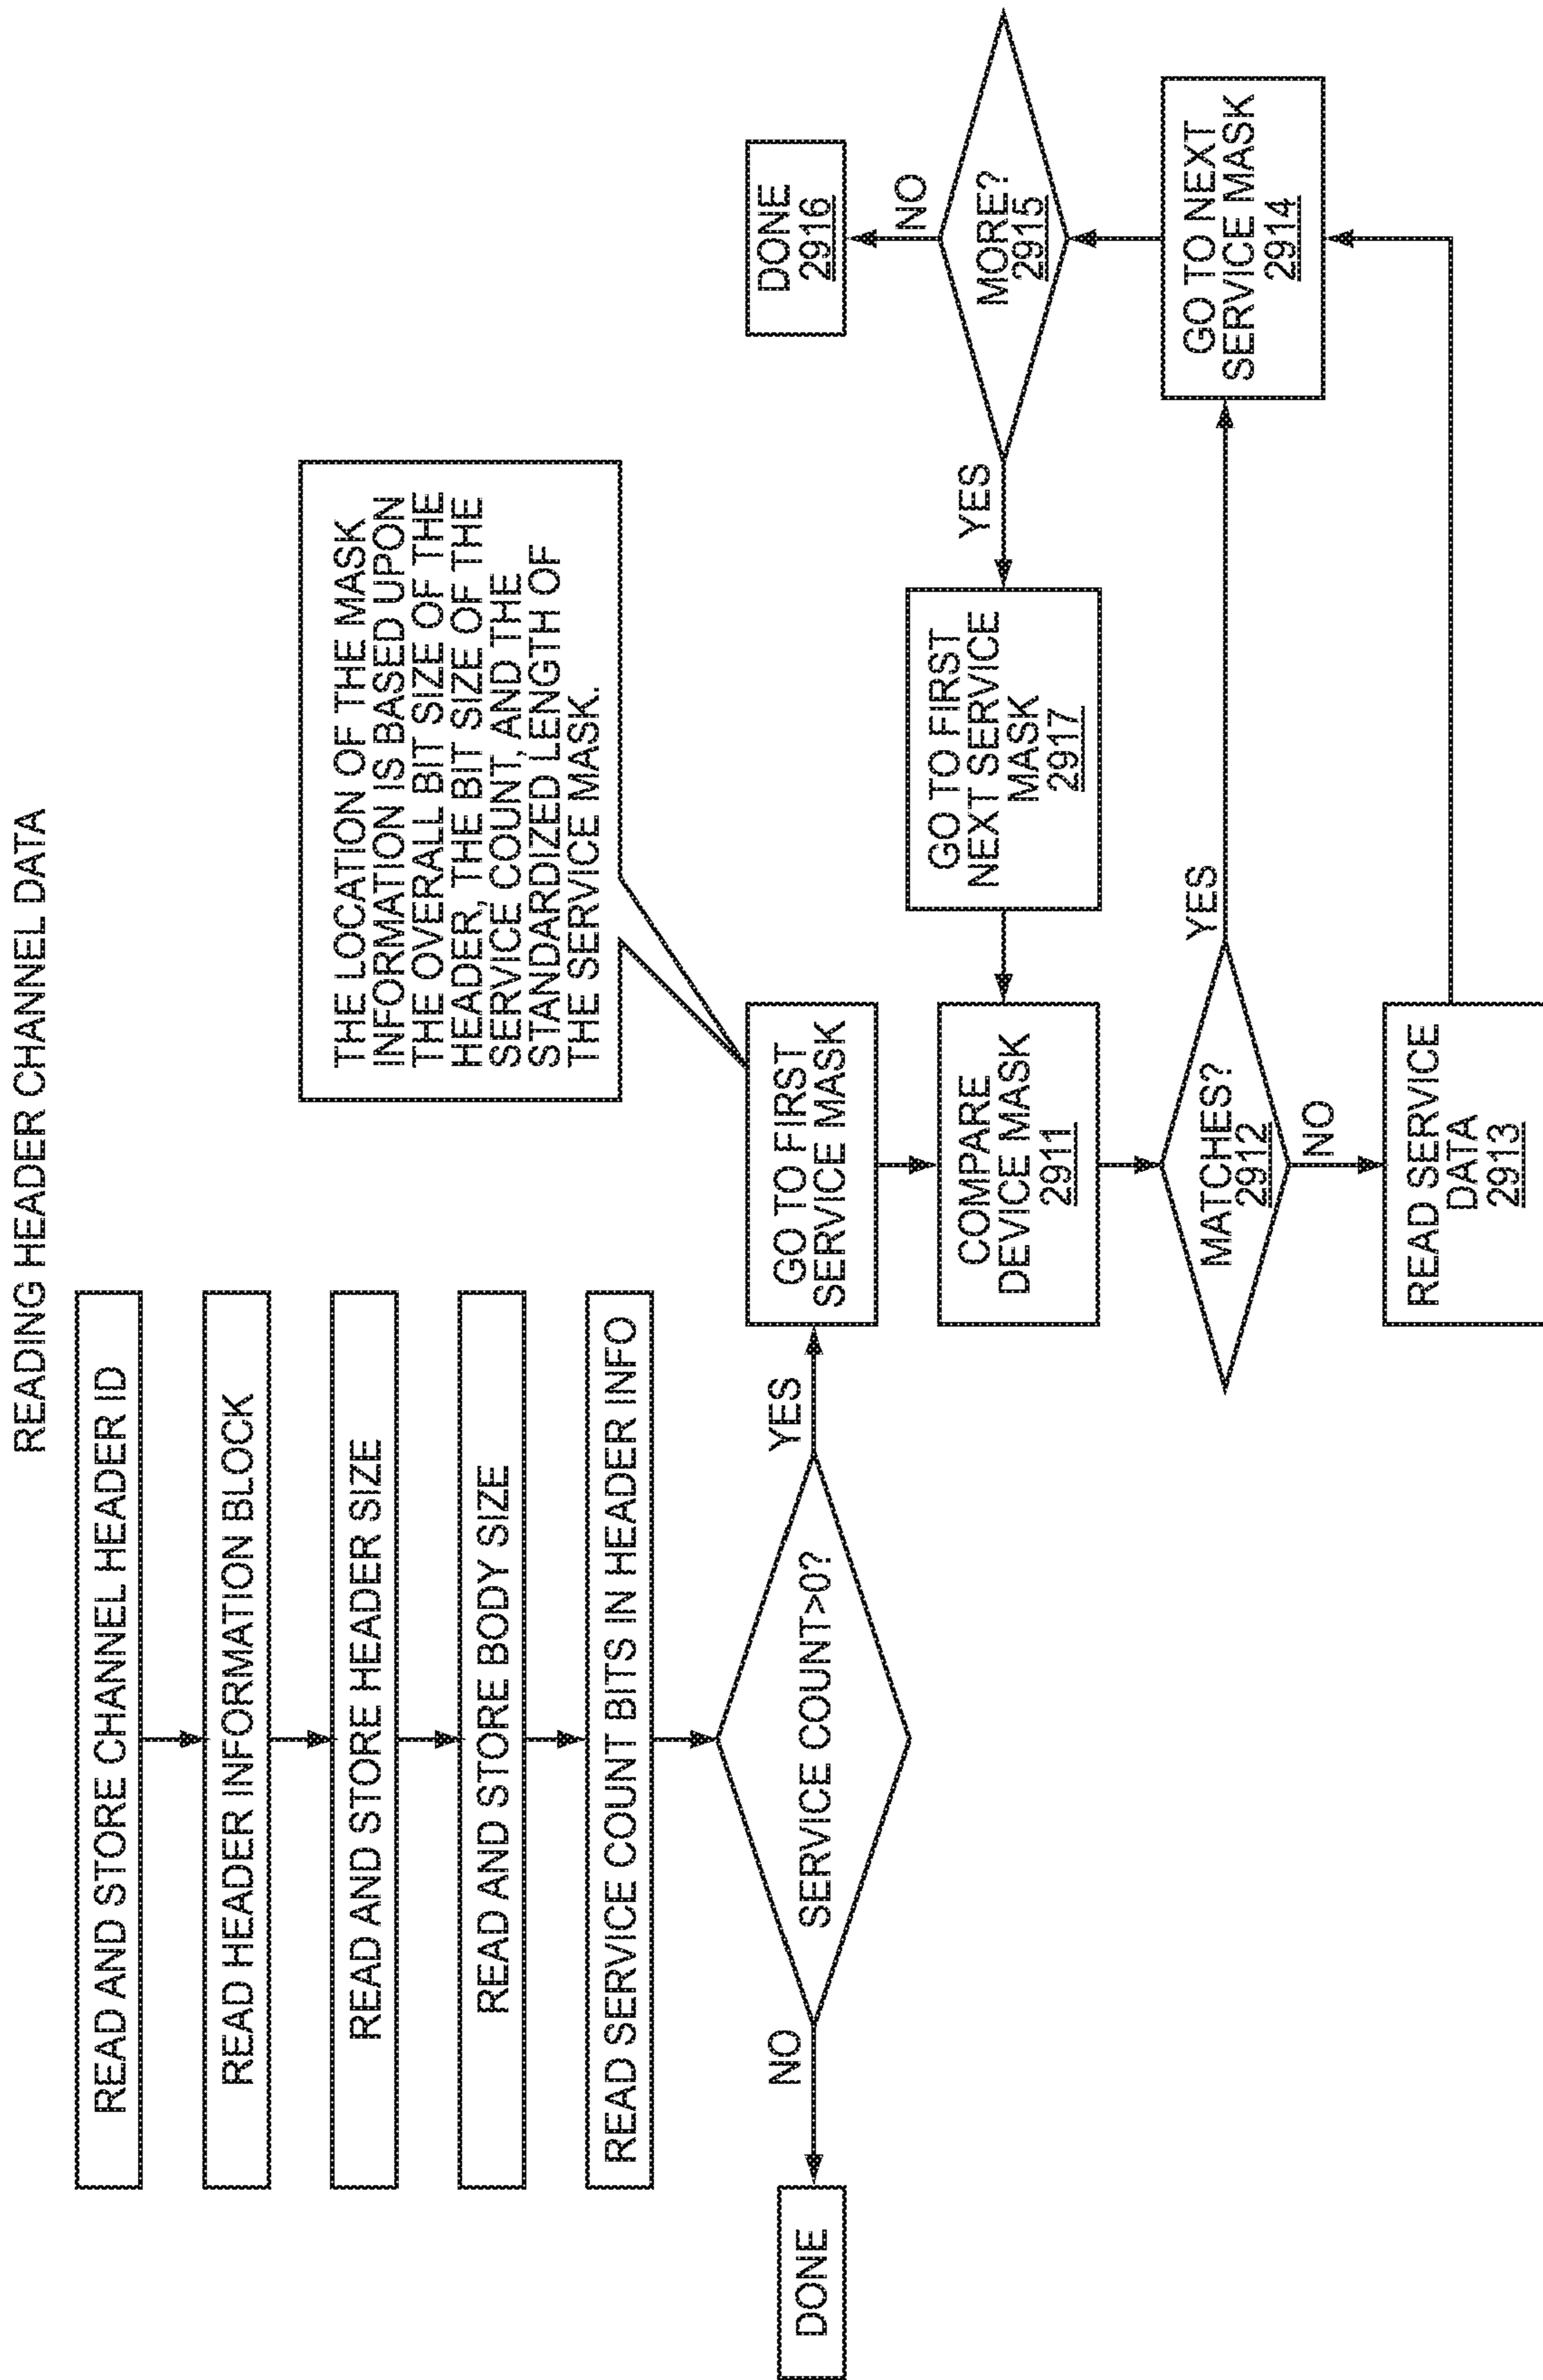 READING HEADER CHANNEL DATA
READ AND STORE CHANNEL HEADER ID
READ HEADER INFORMATION BLOCK
READ AND STORE HEADER SIZE
READ AND STORE BODY SIZE
READ SERVICE COUNT BITS IN HEADER INFO
SERVICE COUNT>0?
NO
DONE
YES
THE LOCATION OF THE MASK
INFORMATION IS BASED UPON
THE OVERALL BIT SIZE OF THE
HEADER, THE BIT SIZE OF THE
SERVICE COUNT, AND THE
STANDARDIZED LENGTH OF
THE SERVICE MASK.
GO TO FIRST
SERVICE MASK
COMPARE
DEVICE MASK
2911
MATCHES?
2912
NO
READ SERVICE
DATA
2913
YES
GO TO FIRST
NEXT SERVICE
MASK
2917
YES
DONE
2916
NO
MORE?
2915
GO TO NEXT
SERVICE MASK
2914